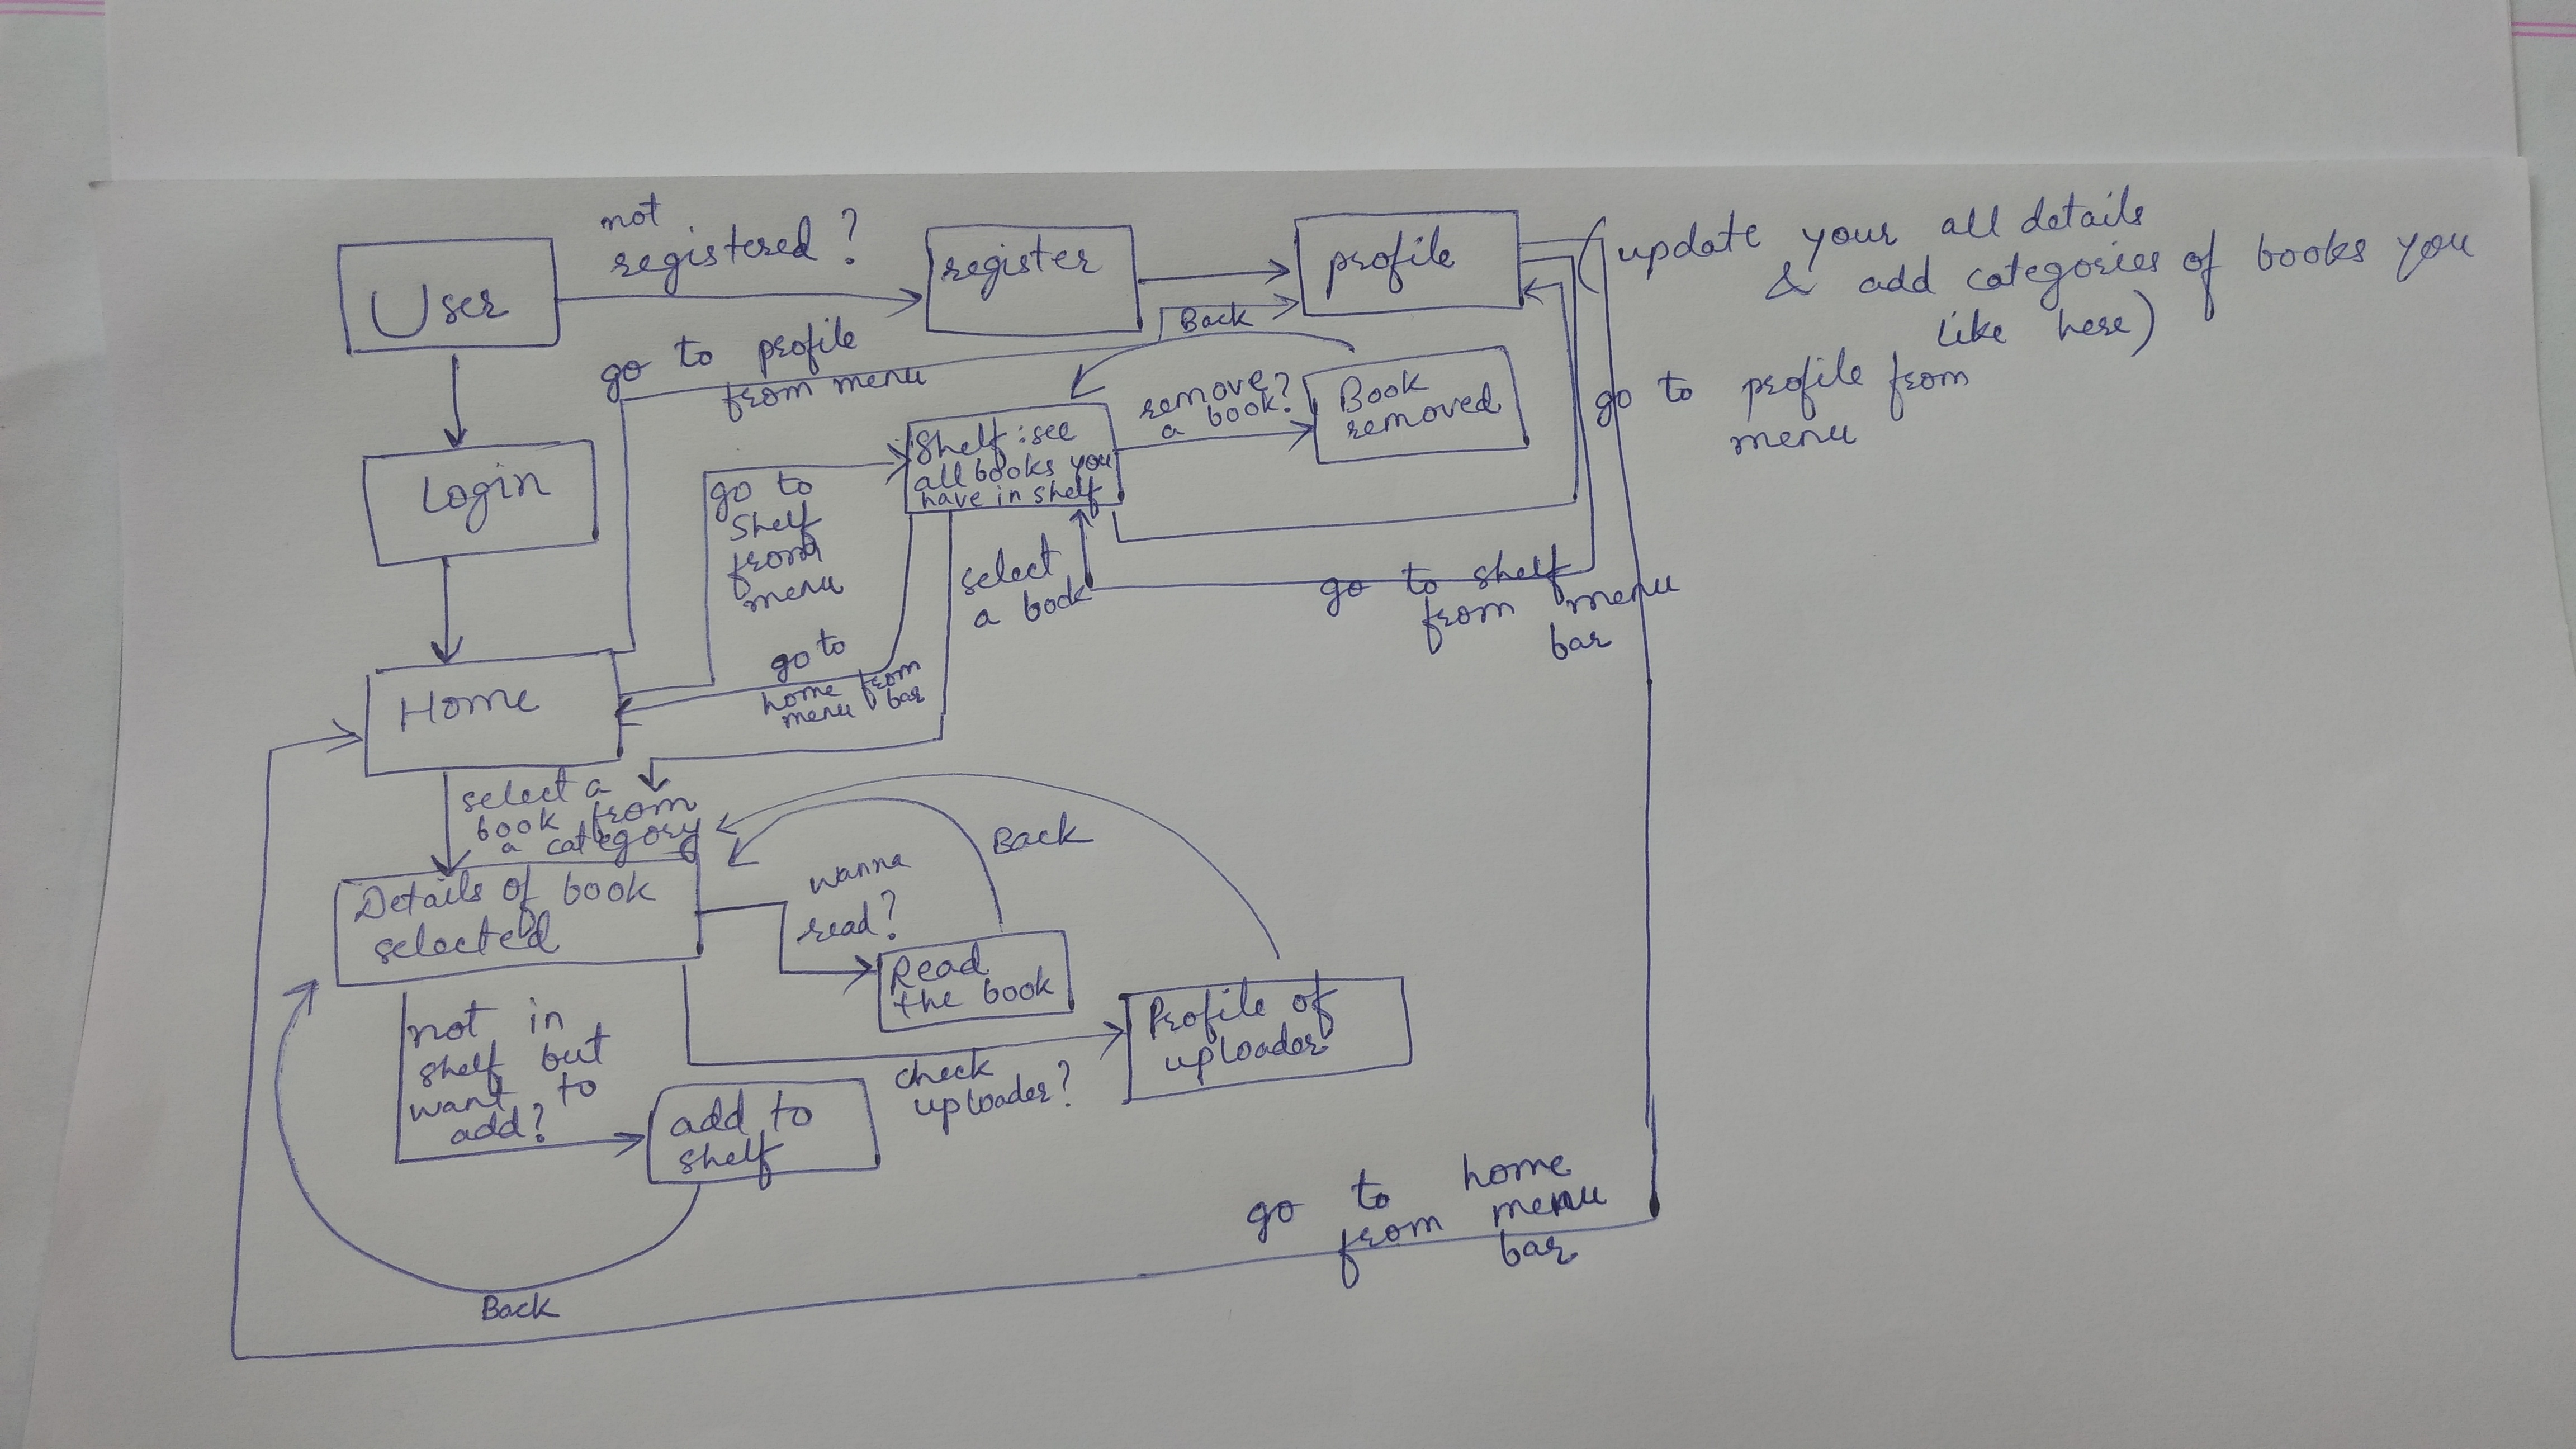 not
registered ?
User
register
profile
( update your all details
& add categories of books you
like here )
Back
go to profile
from menu
remove
a book?
Book
removed
go to profile from
menu
Login
Shelf : see
all books you
have in shelf
go to
Shelf
from
menu
select
a book
go to shelf
from menu
bar
go to
home from
menu bar
Home
select a
book from
a category
Back
wanna
read?
Details of book
selected
Read
the book
Profile of
uploader
not in
shelf but
want to
add?
check
uploader?
add to
shelf
go to home
from menu
bar
Back